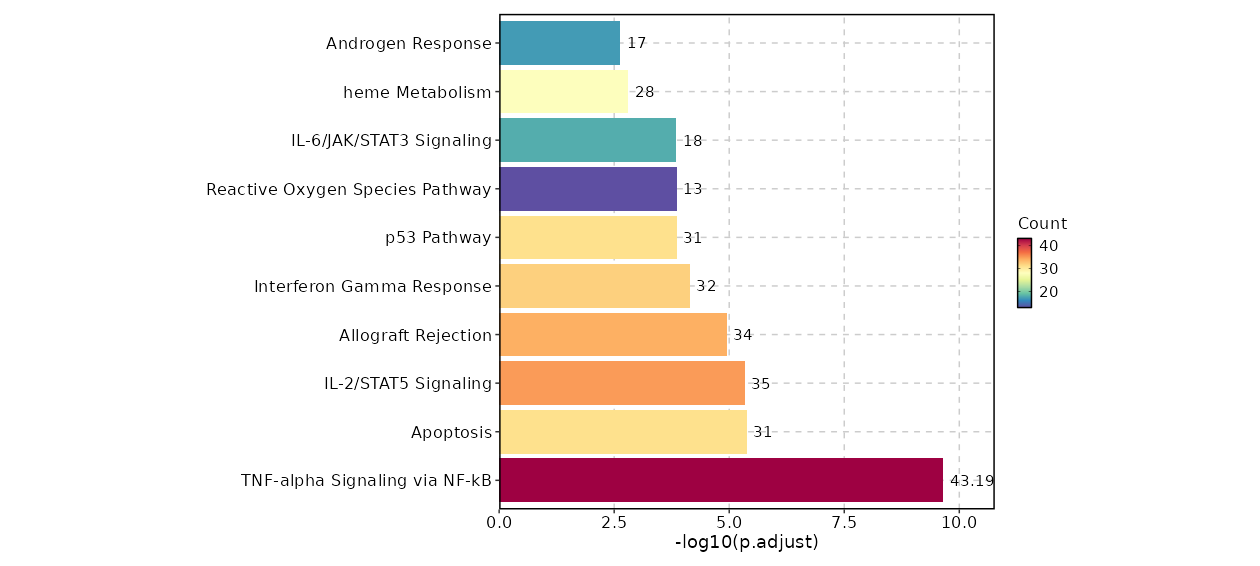 Androgen Response 17
heme Metabolism 28
IL-6/JAK/STAT3 Signaling 18
Reactive Oxygen Species Pathway 13
p53 Pathway 31
Interferon Gamma Response 32
Allograft Rejection 34
IL-2/STAT5 Signaling 35
Apoptosis 31
TNF-alpha Signaling via NF-kB 43.19
0.0 2.5 5.0 7.5 10.0
-log10(p.adjust)
Count
40
30
20